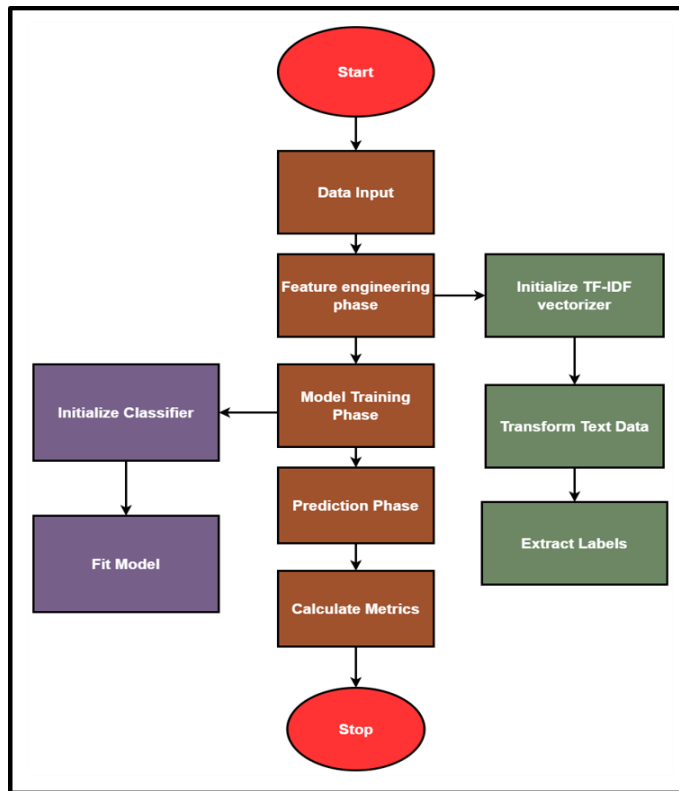 Start
Data Input
Feature engineering
phase
Initialize TF-IDF
vectorizer
Model Training
Phase
Initialize Classifier
Transform Text Data
Prediction Phase
Fit Model
Extract Labels
Calculate Metrics
Stop